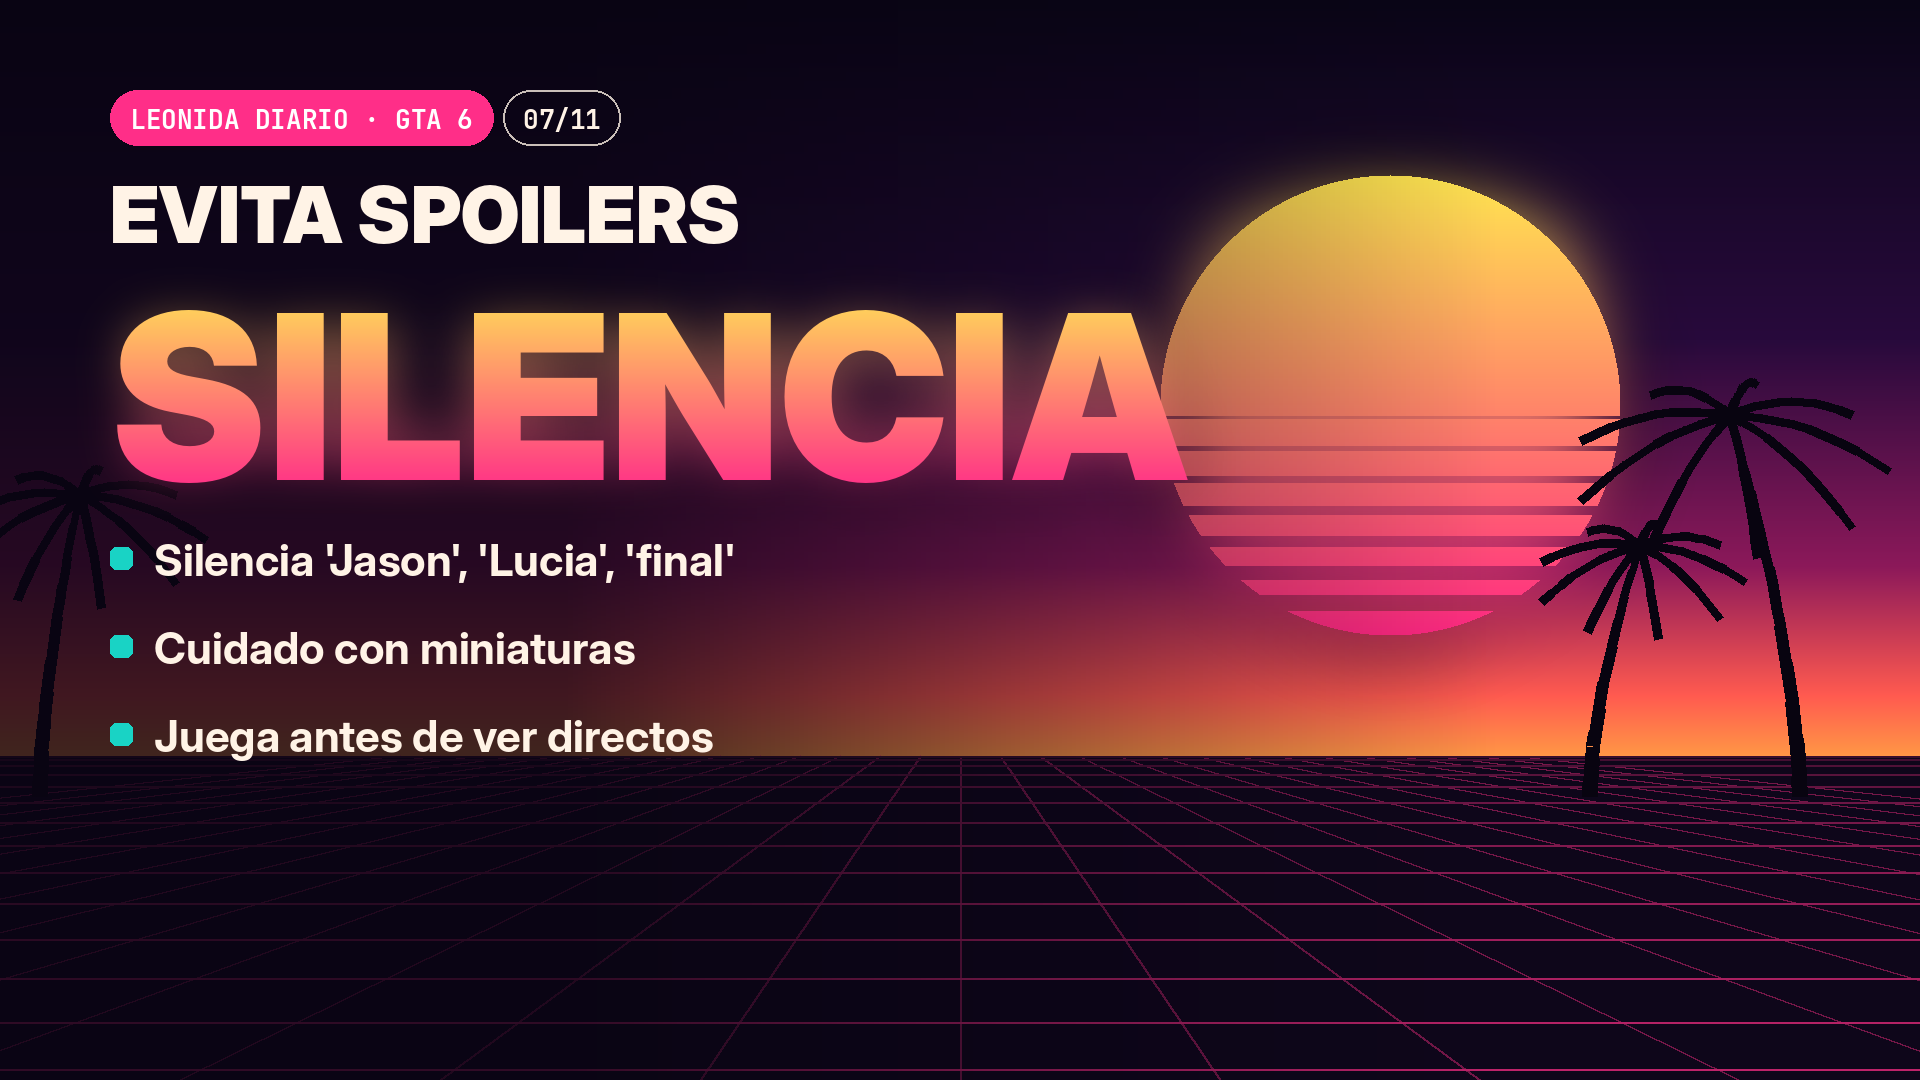 LEONIDA DIARIO · GTA 6
07/11
EVITA SPOILERS
SILENCIA
Silencia 'Jason', 'Lucia', 'final'
Cuidado con miniaturas
Juega antes de ver directos